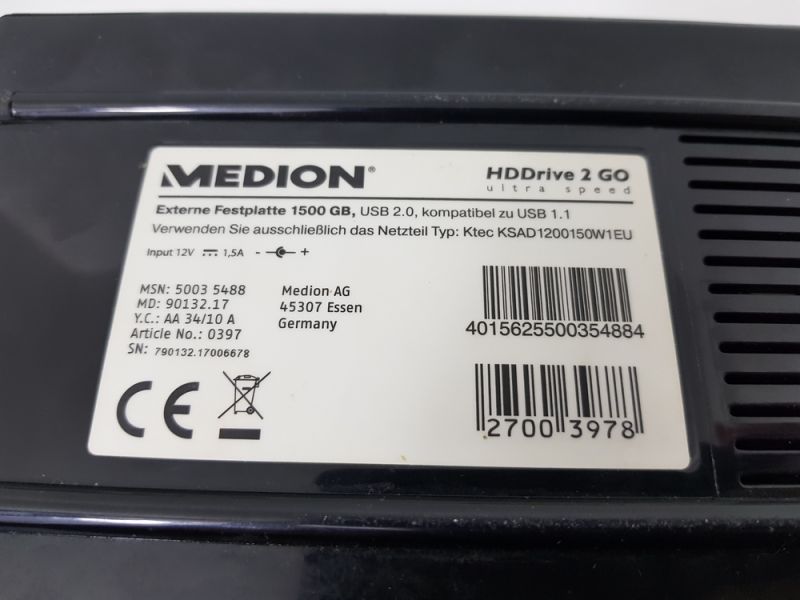 MEDION®
HDDrive 2 GO
ultra speed
Externe Festplatte 1500 GB, USB 2.0, kompatibel zu USB 1.1
Verwenden Sie ausschließlich das Netzteil Typ: Ktec KSAD1200150W1EU
Input 12V ⎓ 1,5A - +
MSN: 5003 5488
MD: 90132.17
Y.C.: AA 34/10 A
Article No.: 0397
SN: 790132.17006678
Medion AG
45307 Essen
Germany
4015625500354884
CE
2700 3978